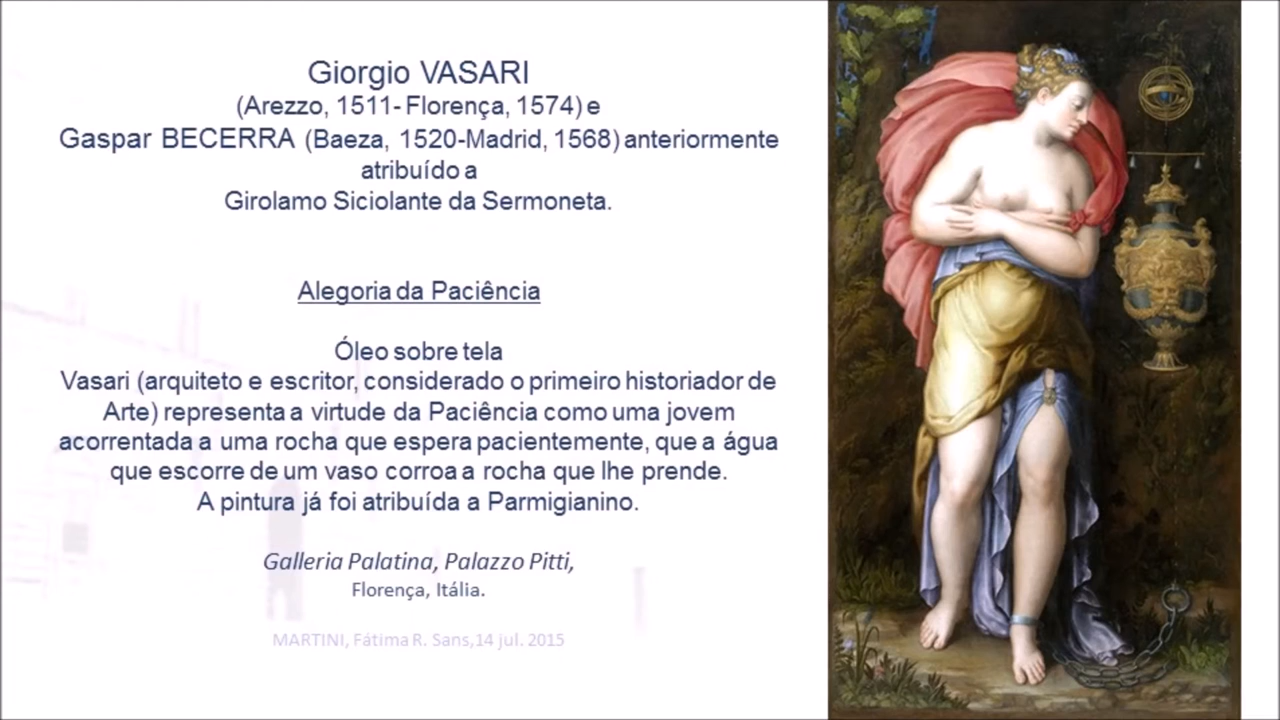 Giorgio VASARI
(Arezzo, 1511- Florença, 1574) e
Gaspar BECERRA (Baeza, 1520-Madrid, 1568) anteriormente
atribuído a
Girolamo Siciolante da Sermoneta.
Alegoria da Paciência
Óleo sobre tela
Vasari (arquiteto e escritor, considerado o primeiro historiador de
Arte) representa a virtude da Paciência como uma jovem
acorrentada a uma rocha que espera pacientemente, que a água
que escorre de um vaso corroa a rocha que lhe prende.
A pintura já foi atribuída a Parmigianino.
Galleria Palatina, Palazzo Pitti,
Florença, Itália.
MARTINI, Fátima R. Sans,14 jul. 2015